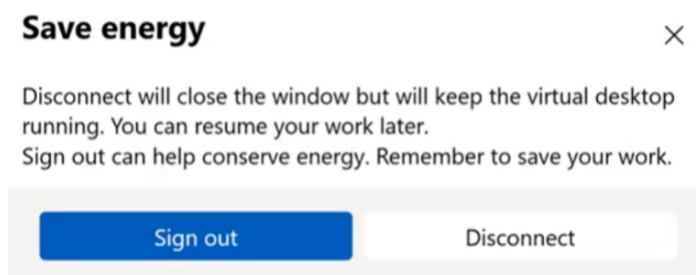 Save energy
Disconnect will close the window but will keep the virtual desktop
running. You can resume your work later.
Sign out can help conserve energy. Remember to save your work.
Sign out
Disconnect